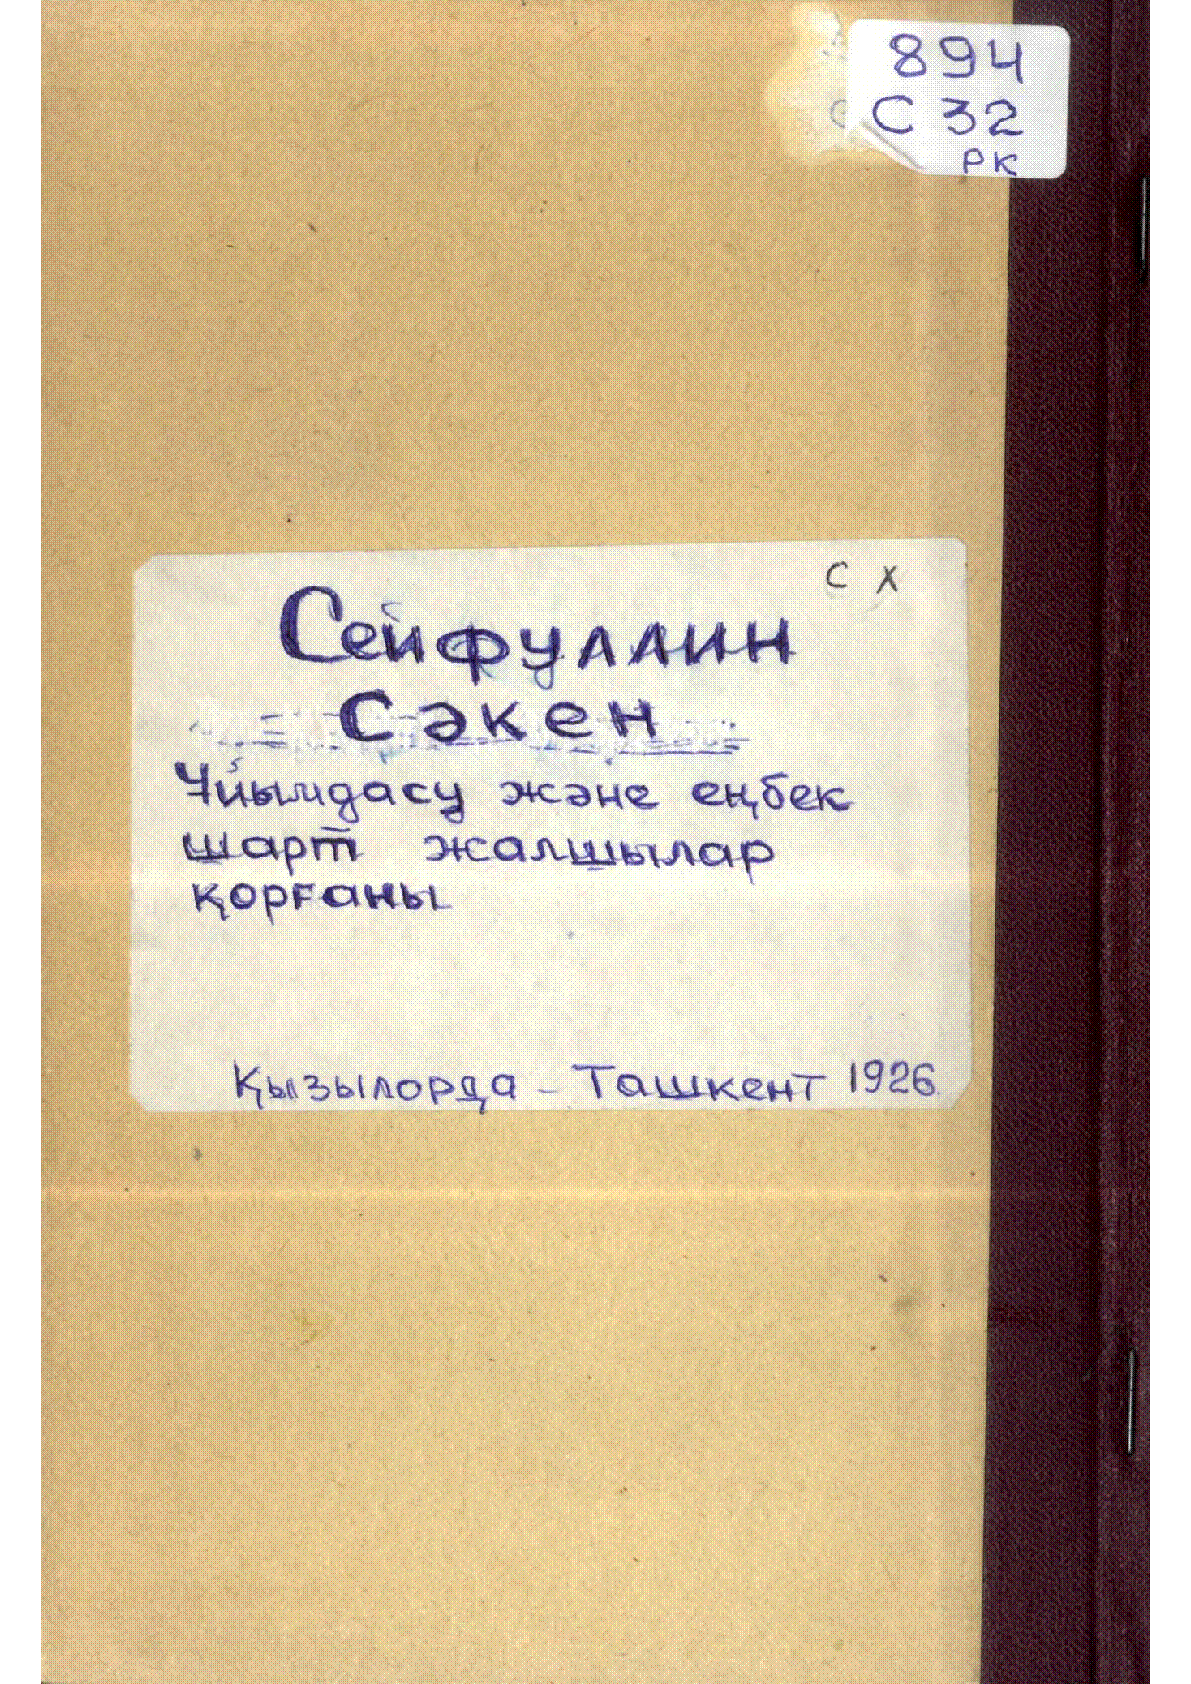 894
С 32
РК
С Х
Сейфуллин
Сәкен
Ұйымдасу және еңбек
шарт жалшылар
қорғаны
Қызылорда - Ташкент 1926